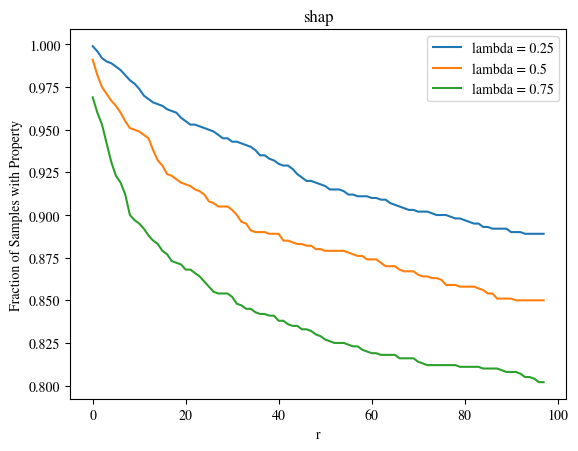 shap
lambda = 0.25
lambda = 0.5
lambda = 0.75
Fraction of Samples with Property
1.000
0.975
0.950
0.925
0.900
0.875
0.850
0.825
0.800
0 20 40 60 80 100
r